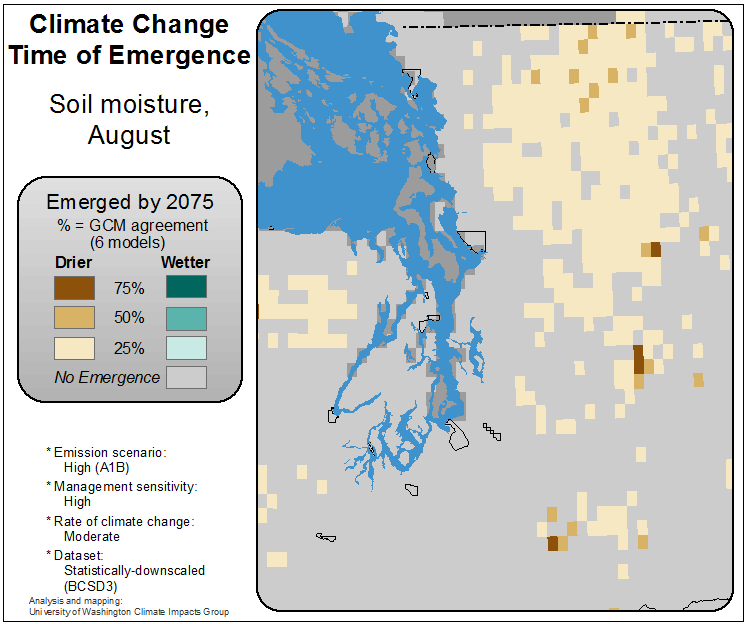 Climate Change
Time of Emergence
Soil moisture,
August
Emerged by 2075
% = GCM agreement
(6 models)
Drier Wetter
75%
50%
25%
No Emergence
* Emission scenario:
High (A1B)
* Management sensitivity:
High
* Rate of climate change:
Moderate
* Dataset:
Statistically-downscaled
(BCSD3)
Analysis and mapping:
University of Washington Climate Impacts Group